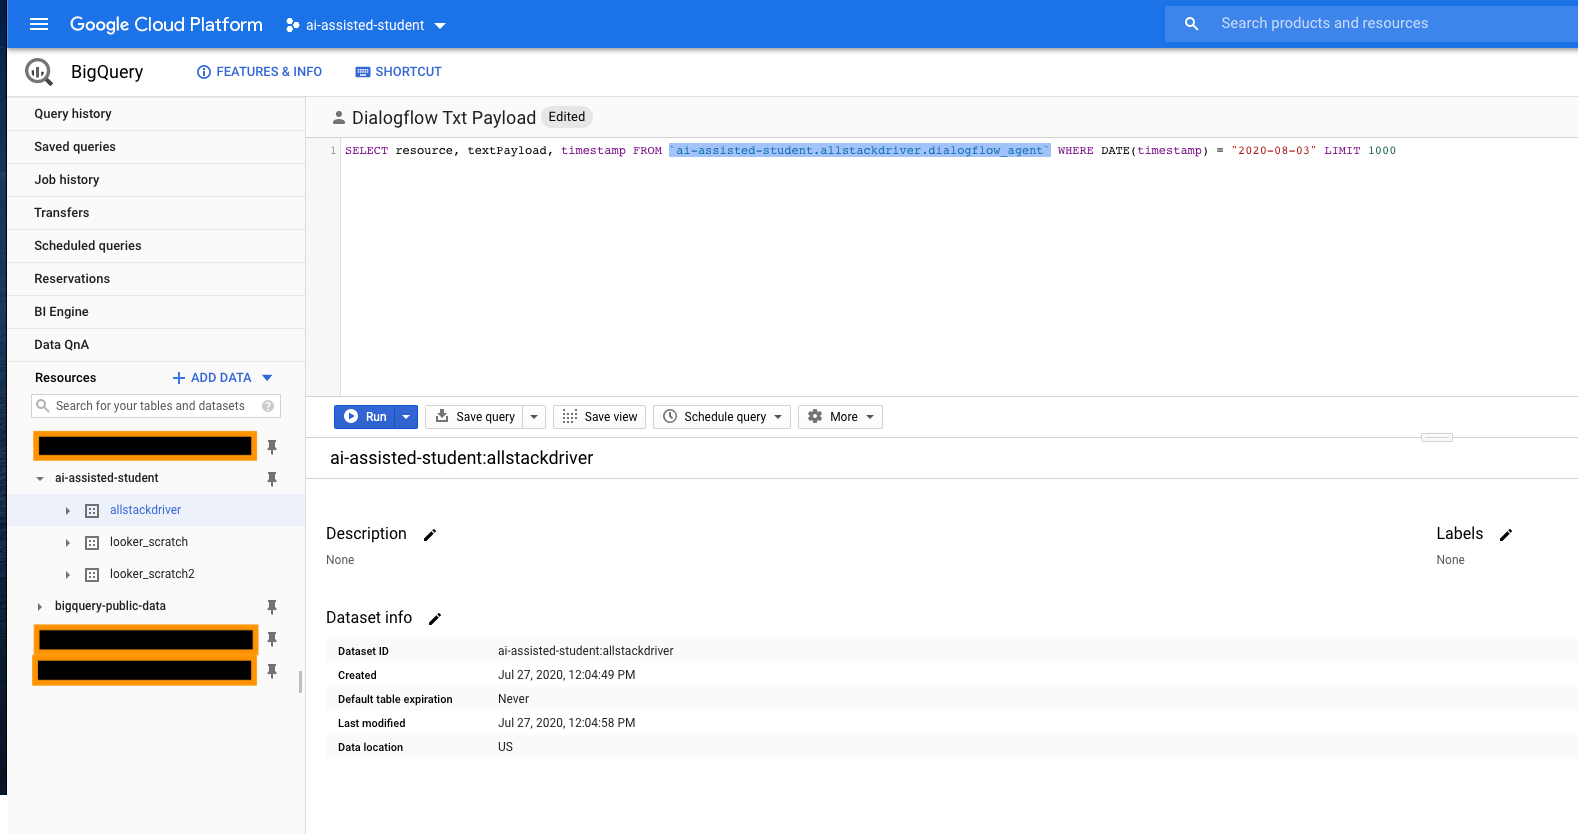 Google Cloud Platform ai-assisted-student Search products and resources
BigQuery FEATURES & INFO SHORTCUT
Query history
Saved queries
Job history
Transfers
Scheduled queries
Reservations
BI Engine
Data QnA
Resources ADD DATA
Search for your tables and datasets
ai-assisted-student
allstackdriver
looker_scratch
looker_scratch2
bigquery-public-data
Dialogflow Txt Payload Edited
1 SELECT resource, textPayload, timestamp FROM `ai-assisted-student.allstackdriver.dialogflow_agent` WHERE DATE(timestamp) = "2020-08-03" LIMIT 1000
Run Save query Save view Schedule query More
ai-assisted-student:allstackdriver
Description Labels
None None
Dataset info
Dataset ID ai-assisted-student:allstackdriver
Created Jul 27, 2020, 12:04:49 PM
Default table expiration Never
Last modified Jul 27, 2020, 12:04:58 PM
Data location US